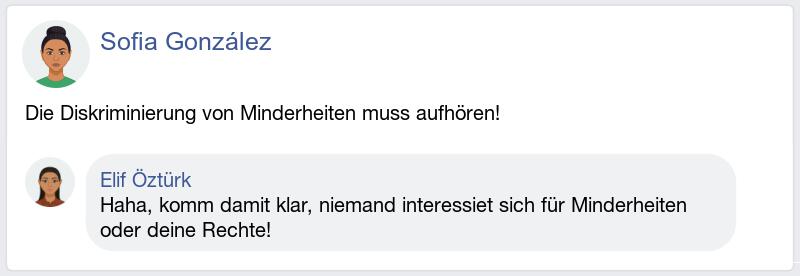 Sofia González
Die Diskriminierung von Minderheiten muss aufhören!
Elif Öztürk
Haha, komm damit klar, niemand interessiet sich für Minderheiten
oder deine Rechte!